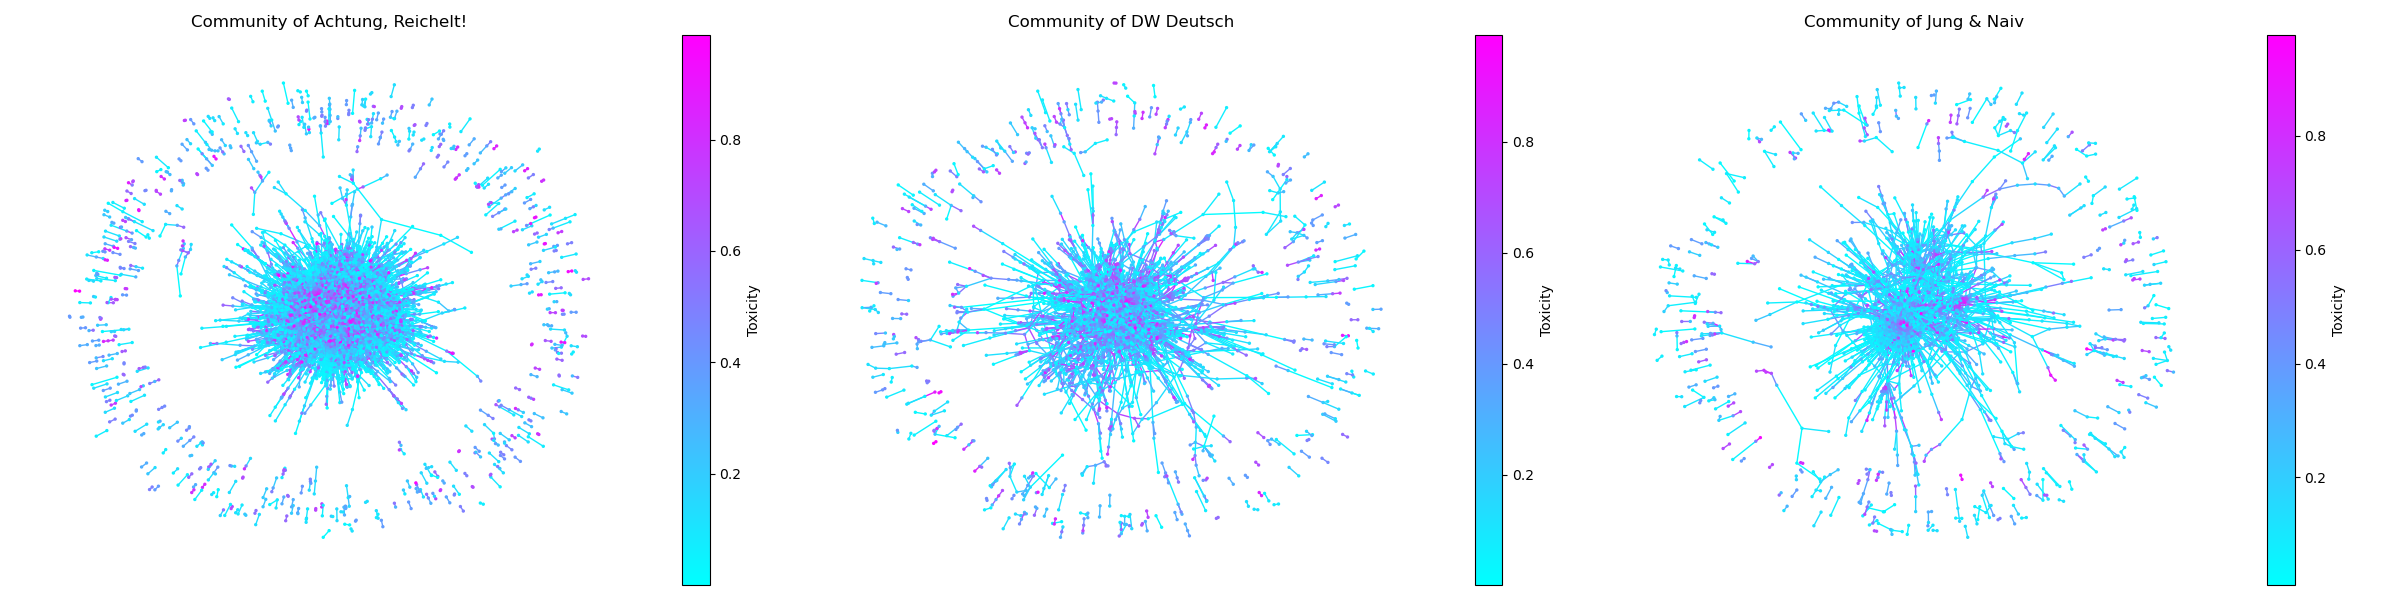 Community of Achtung, Reichelt!
0.8
0.6
0.4
0.2
Toxicity
Community of DW Deutsch
0.8
0.6
0.4
0.2
Toxicity
Community of Jung & Naiv
0.8
0.6
0.4
0.2
Toxicity